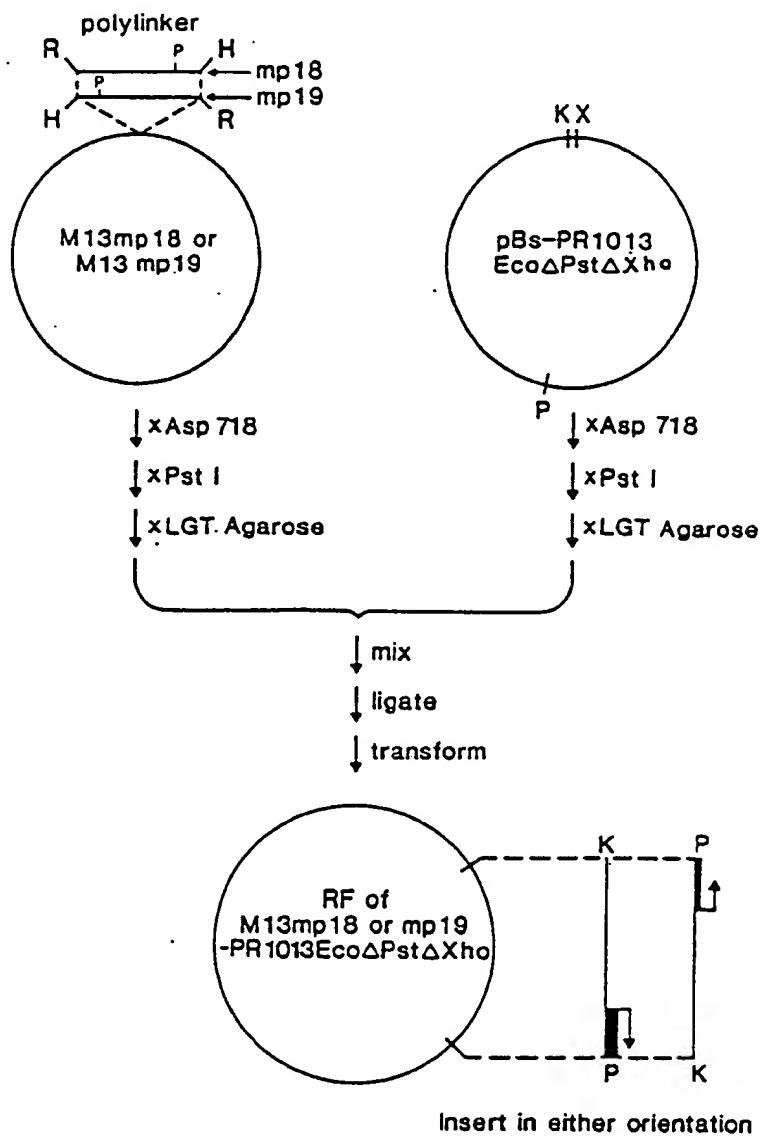 polylinker
R P H
mp18
P
mp19
H R
M13mp18 or
M13 mp19
K X
pBs-PR1013
EcoΔPstΔXho
P
xAsp 718
xPst I
xLGT Agarose
xAsp 718
xPst I
xLGT Agarose
mix
ligate
transform
RF of
M13mp18 or mp19
-PR1013EcoΔPstΔXho
K P
P K
Insert in either orientation